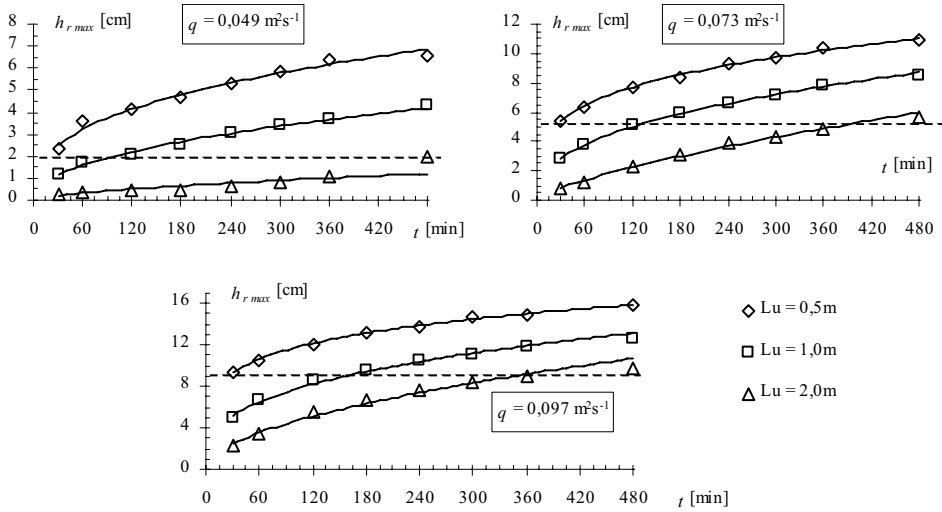 h r max [cm]
q = 0,049 m²s⁻¹
8
7
6
5
4
3
2
1
0
0 60 120 180 240 300 360 420 t [min]
h r max [cm]
q = 0,073 m²s⁻¹
12
10
8
6
4
2
0
t [min]
0 60 120 180 240 300 360 420 480
h r max [cm]
16
12
8
4
0
q = 0,097 m²s⁻¹
0 60 120 180 240 300 360 420 480 t [min]
Lu = 0,5m
Lu = 1,0m
Lu = 2,0m